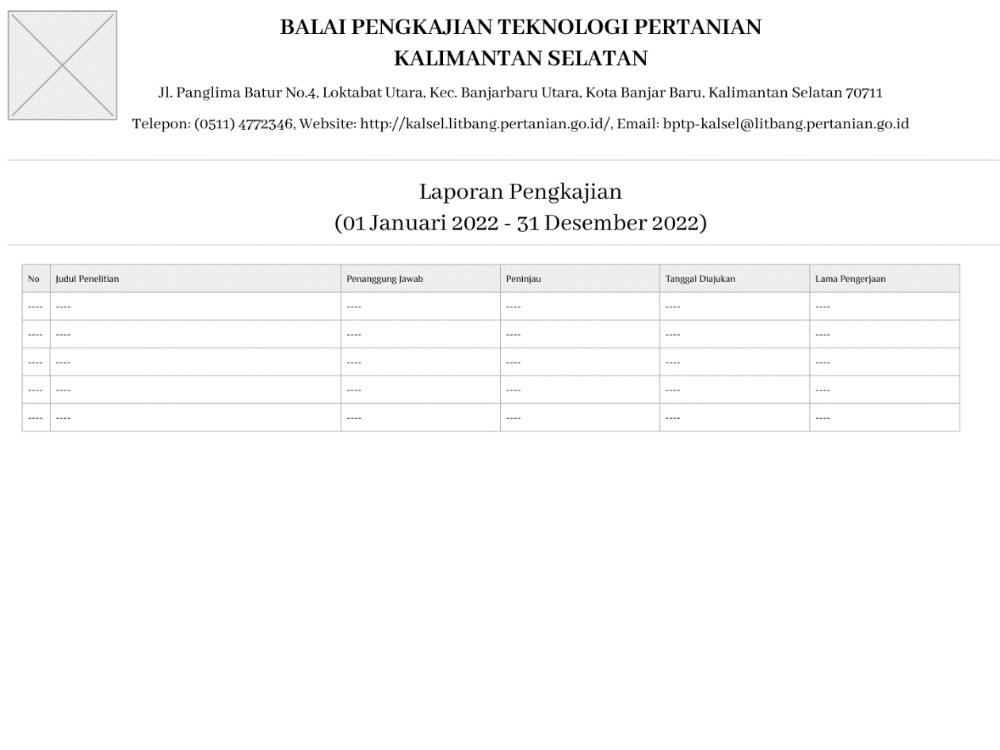 BALAI PENGKAJIAN TEKNOLOGI PERTANIAN
KALIMANTAN SELATAN
Jl. Panglima Batur No.4, Loktabat Utara, Kec. Banjarbaru Utara, Kota Banjar Baru, Kalimantan Selatan 70711
Telepon: (0511) 4772346, Website: http://kalsel.litbang.pertanian.go.id/, Email: bptp-kalsel@litbang.pertanian.go.id
Laporan Pengkajian
(01 Januari 2022 - 31 Desember 2022)
No Judul Penelitian Penanggung Jawab Peninjau Tanggal Diajukan Lama Pengerjaan
---- ---- ---- ---- ---- ----
---- ---- ---- ---- ---- ----
---- ---- ---- ---- ---- ----
---- ---- ---- ---- ---- ----
---- ---- ---- ---- ---- ----